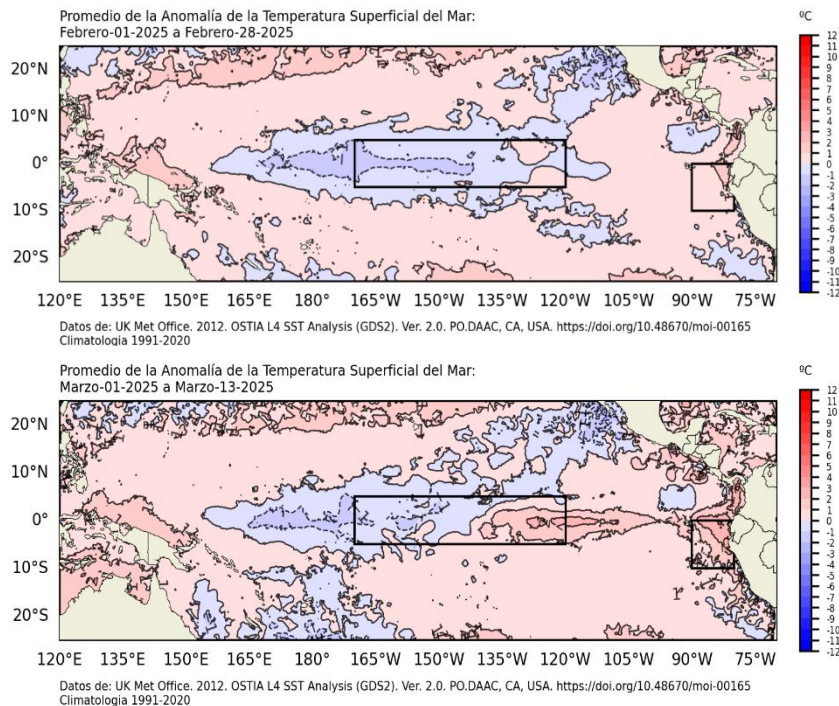 Promedio de la Anomalía de la Temperatura Superficial del Mar:
Febrero-01-2025 a Febrero-28-2025
ºC
20°N
10°N
0°
10°S
20°S
120°E 135°E 150°E 165°E 180°W 165°W 150°W 135°W 120°W 105°W 90°W 75°W
12
11
10
9
8
7
6
5
4
3
2
1
0
-1
-2
-3
-4
-5
-6
-7
-8
-9
-10
-11
-12
Datos de: UK Met Office. 2012. OSTIA L4 SST Analysis (GDS2). Ver. 2.0. PO.DAAC, CA, USA. https://doi.org/10.48670/moi-00165
Climatologia 1991-2020
Promedio de la Anomalía de la Temperatura Superficial del Mar:
Marzo-01-2025 a Marzo-13-2025
ºC
20°N
10°N
0°
10°S
20°S
120°E 135°E 150°E 165°E 180°W 165°W 150°W 135°W 120°W 105°W 90°W 75°W
12
11
10
9
8
7
6
5
4
3
2
1
0
-1
-2
-3
-4
-5
-6
-7
-8
-9
-10
-11
-12
Datos de: UK Met Office. 2012. OSTIA L4 SST Analysis (GDS2). Ver. 2.0. PO.DAAC, CA, USA. https://doi.org/10.48670/moi-00165
Climatologia 1991-2020